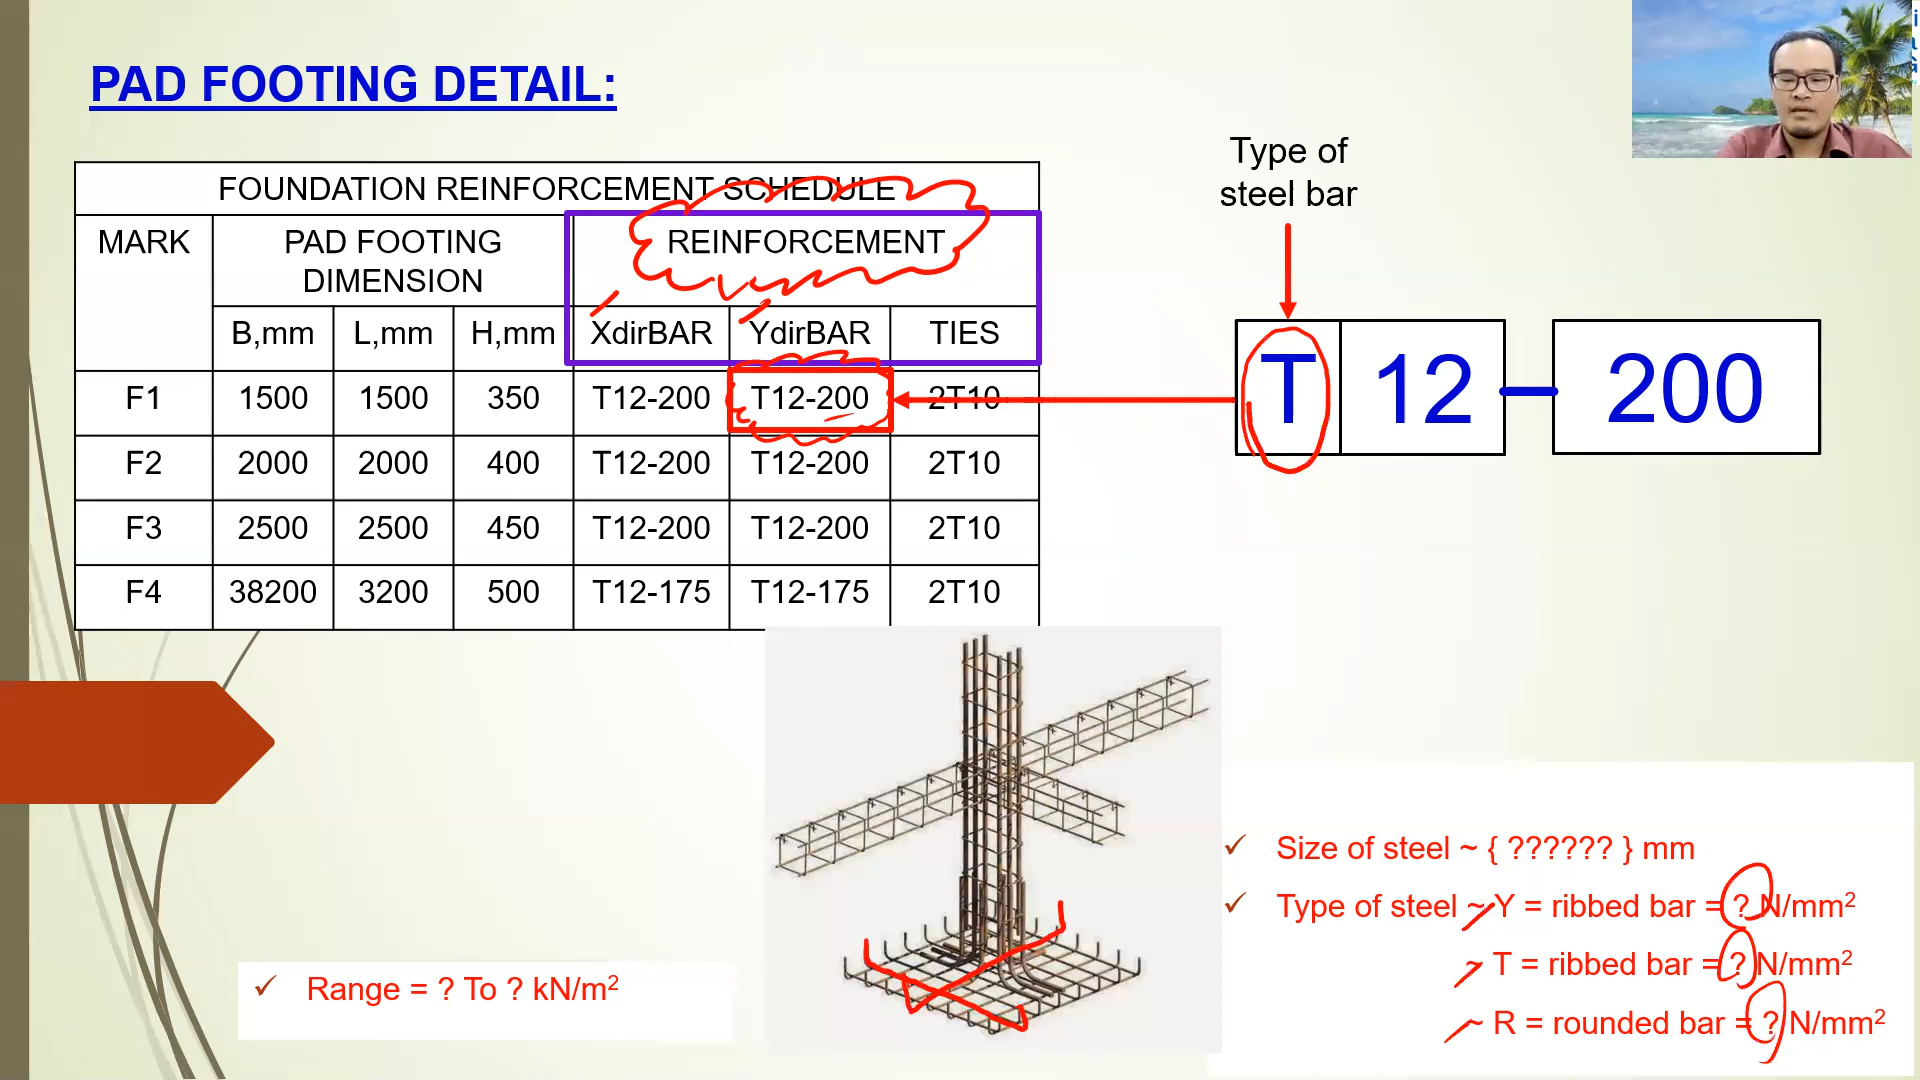 PAD FOOTING DETAIL:
FOUNDATION REINFORCEMENT SCHEDULE
MARK PAD FOOTING DIMENSION REINFORCEMENT
B,mm L,mm H,mm XdirBAR YdirBAR TIES
F1 1500 1500 350 T12-200 T12-200 2T10
F2 2000 2000 400 T12-200 T12-200 2T10
F3 2500 2500 450 T12-200 T12-200 2T10
F4 38200 3200 500 T12-175 T12-175 2T10
Type of
steel bar
T 12 — 200
✓ Size of steel ~ { ?????? } mm
✓ Type of steel ~ Y = ribbed bar = ? N/mm²
~ T = ribbed bar = ? N/mm²
~ R = rounded bar = ? N/mm²
✓ Range = ? To ? kN/m²